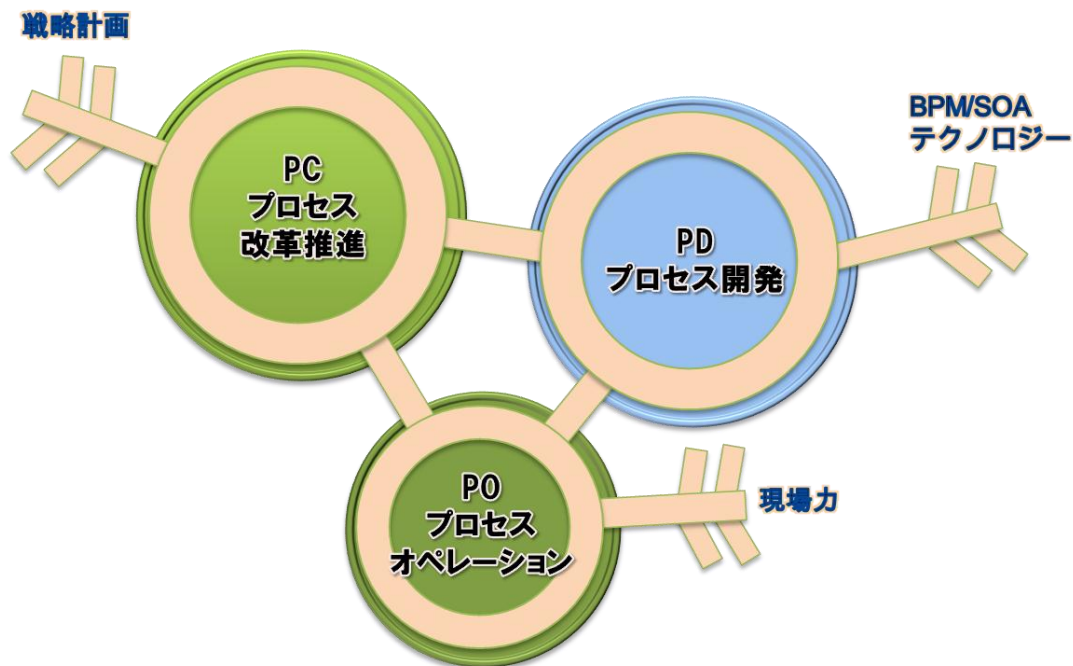 戦略計画
BPM/SOA
テクノロジー
PC
プロセス
改革推進
PD
プロセス開発
PO
プロセス
オペレーション
現場力